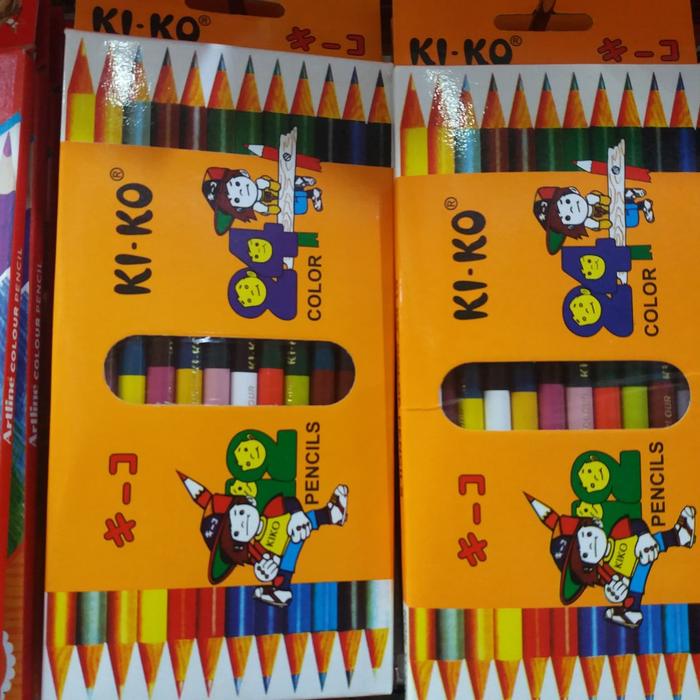 KI-KO®
KI-KO®
キーコ
キーコ
KI-KO®
24
COLOR
12
PENCILS
キーコ
KIKO
KI-KO®
24
COLOR
12
PENCILS
キーコ
KIKO
Artline COLOUR PENCIL
Artline COLOUR PENCIL